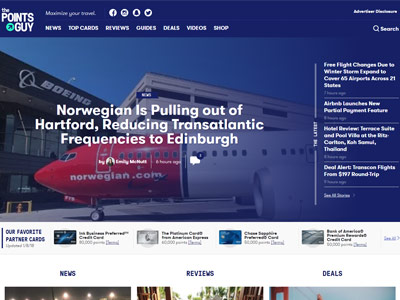 the
POINTS
GUY
Maximize your travel.
Advertiser Disclosure
NEWS TOP CARDS REVIEWS GUIDES DEALS VIDEOS STORE
Search
BOEING
OUR
NEWS
Norwegian Is Pulling out of
Hartford, Reducing Transatlantic
Frequencies to Edinburgh
by Emily McNutt 6 hours ago
norwegian.com
THE LATEST
Free Flight Changes Due to
Winter Storm Expand to
Cover 65 Airports Across 21
States
2 hours ago
Airbnb Launches New
Partial Payment Feature
Hotel Review: Terrace Suite
and Pool Villa at the Ritz-
Carlton, Koh Samui,
Thailand
8 hours ago
Deal Alert: Transcon Flights
From $197 Round-Trip
9 hours ago
See All Stories
OUR FAVORITE
PARTNER CARDS
Updated 1/8/18
Ink Business Preferred℠
Credit Card
80,000 points (Terms)
The Platinum Card®
from American Express
60,000 points (Terms)
Chase Sapphire
Preferred® Card
50,000 points (Terms)
Bank of America®
Premium Rewards®
Credit Card
50,000 points (Terms)
See All
NEWS
REVIEWS
DEALS